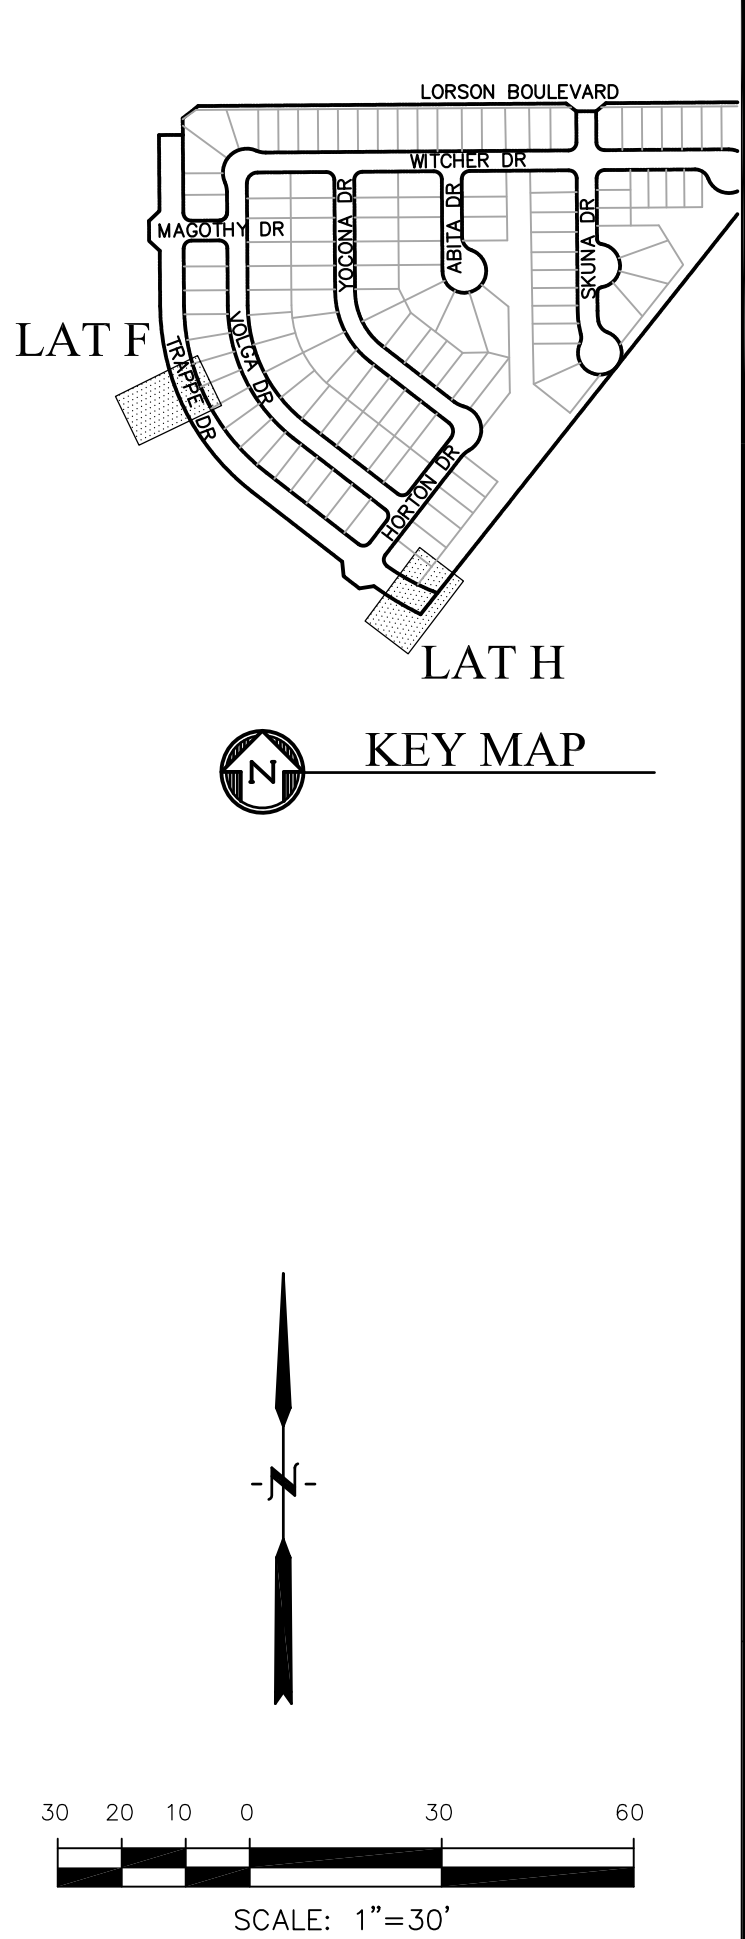 LORSON BOULEVARD
WITCHER DR
YOCONA DR
ABITA DR
SKUNA DR
MAGOTHY DR
LAT F
TRAPPE DR
VOLGA DR
HORTON DR
LAT H
N
KEY MAP
-N-
30 20 10 0 30 60
SCALE: 1"=30'